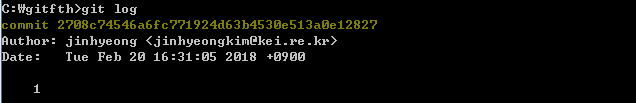 C:₩gitfth>git log
commit 2708c74546a6fc771924d63b4530e513a0e12827
Author: jinhyeong <jinhyeongkim@kei.re.kr>
Date:   Tue Feb 20 16:31:05 2018 +0900
    1